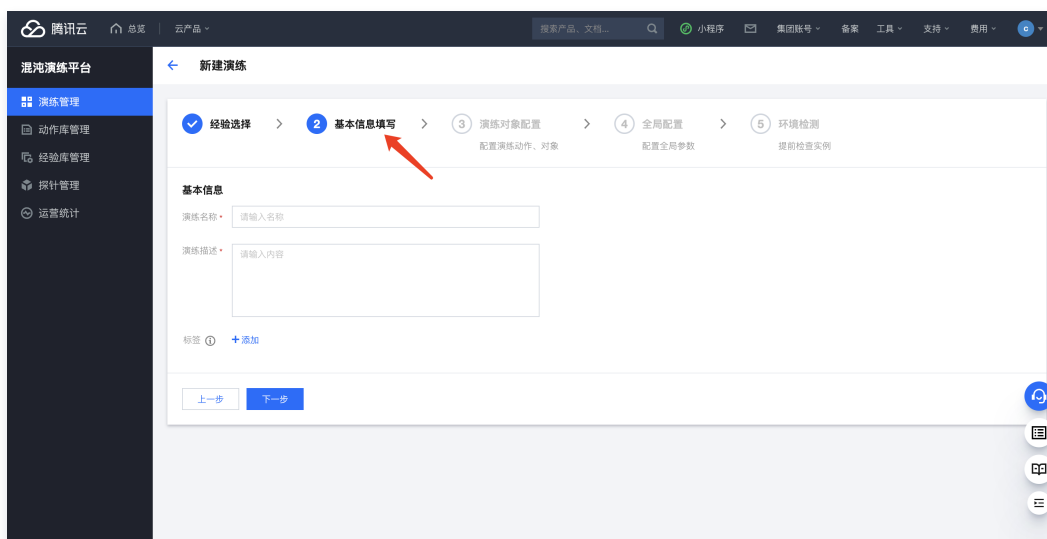 腾讯云 总览 云产品 搜索产品、文档... 小程序 集团账号 备案 工具 支持 费用 c
混沌演练平台
新建演练
演练管理
动作库管理
经验库管理
探针管理
运营统计
经验选择 2 基本信息填写 3 演练对象配置 4 全局配置 5 环境检测
配置演练动作、对象 配置全局参数 提前检查实例
基本信息
演练名称 * 请输入名称
演练描述 * 请输入内容
标签 + 添加
上一步 下一步